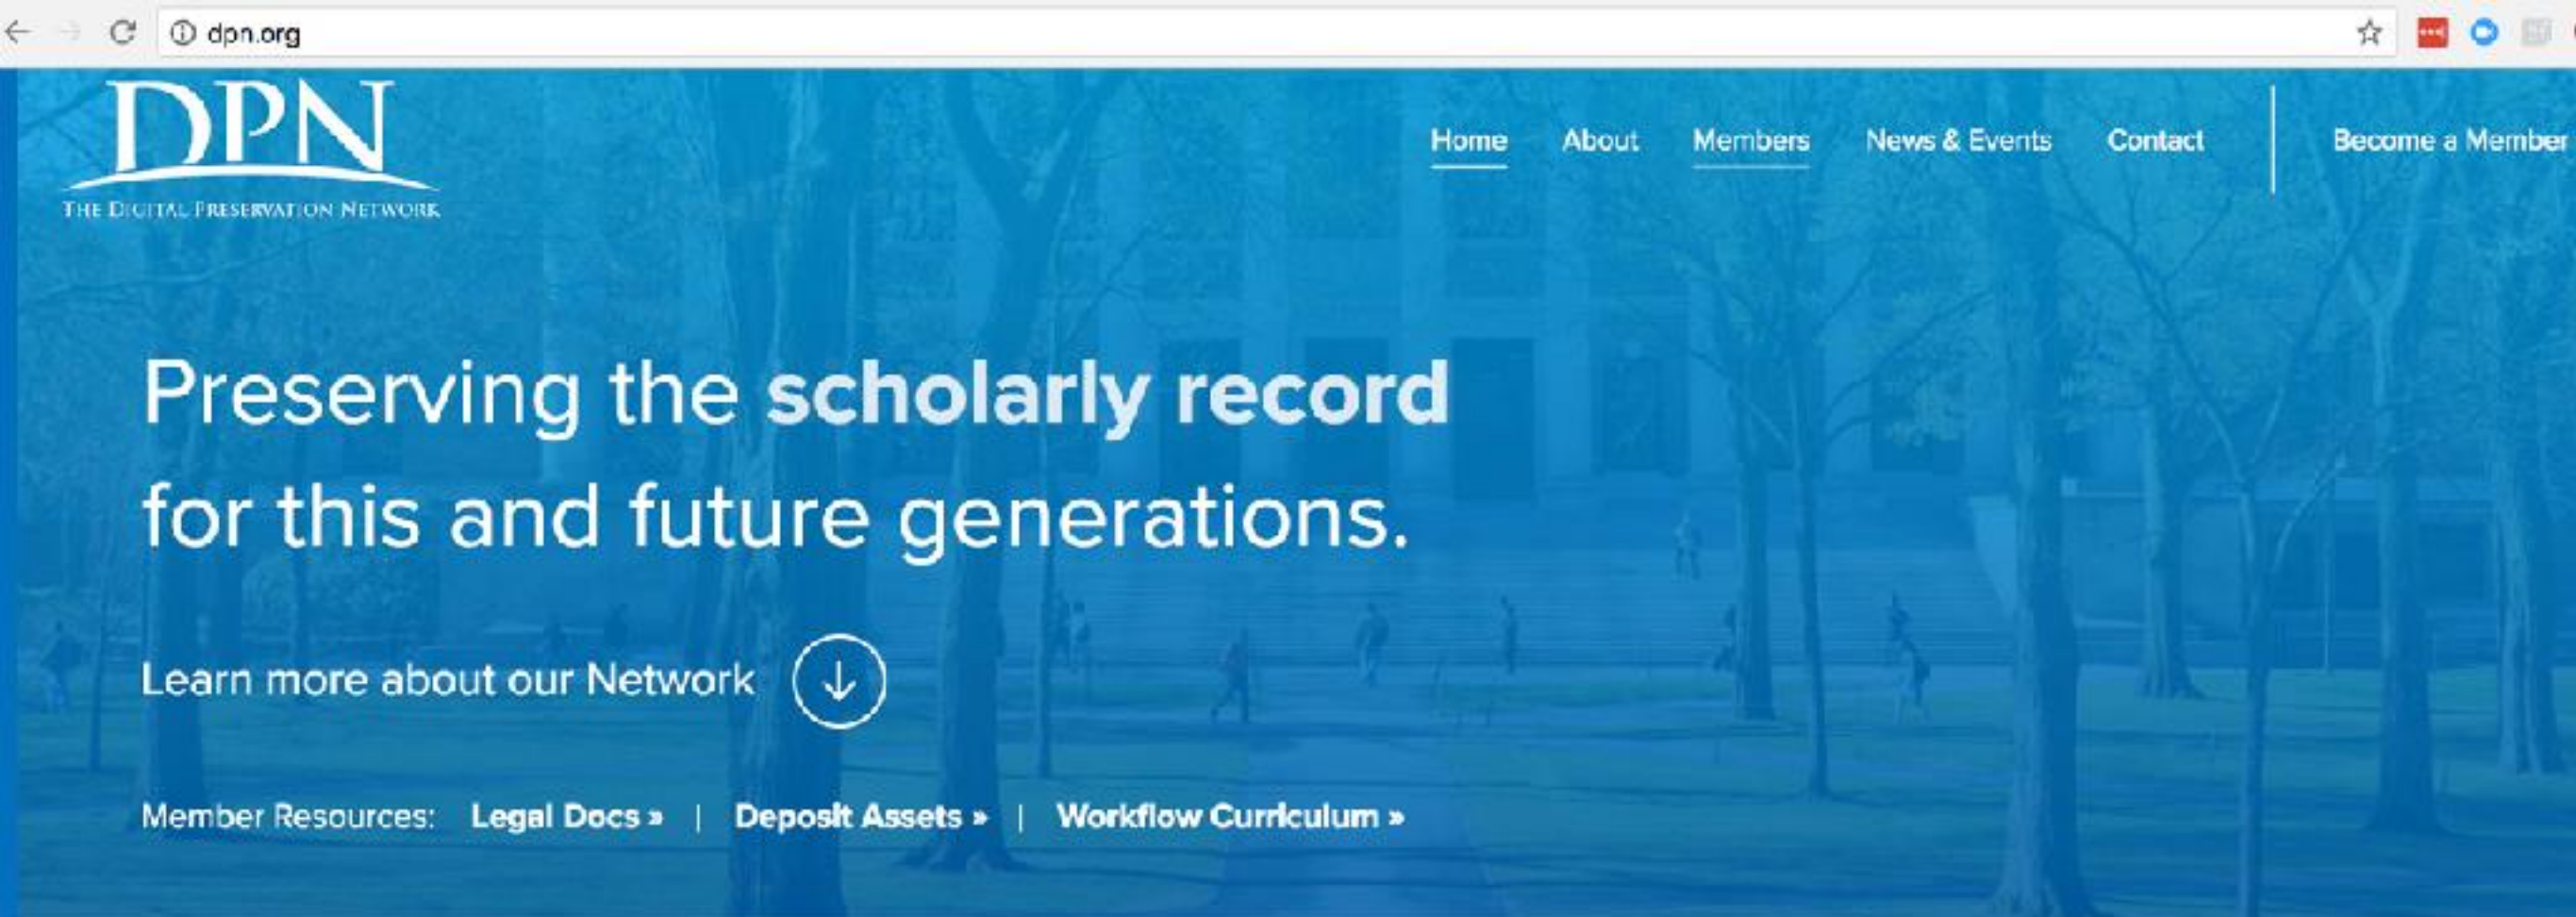 dpn.org
DPN
THE DIGITAL PRESERVATION NETWORK
Home About Members News & Events Contact Become a Member
Preserving the scholarly record
for this and future generations.
Learn more about our Network
Member Resources: Legal Docs » | Deposit Assets » | Workflow Curriculum »